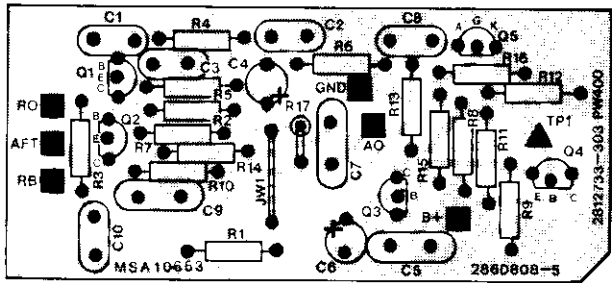 C1
R4
C2
C8
A G K
Q5
Q1
B
E
C
C3
C4
R6
R16
R12
R5
GND
R13
RO
R2
R17
AO
R8
TP1
AFT
B
E
C
Q2
R7
R14
R11
Q4
R3
R10
JW1
C7
R15
RB
C9
Q3
C
B
E B C
R9
B+
C10
R1
C6
C5
MSA10653
2860808-5
2812733-303 PW400